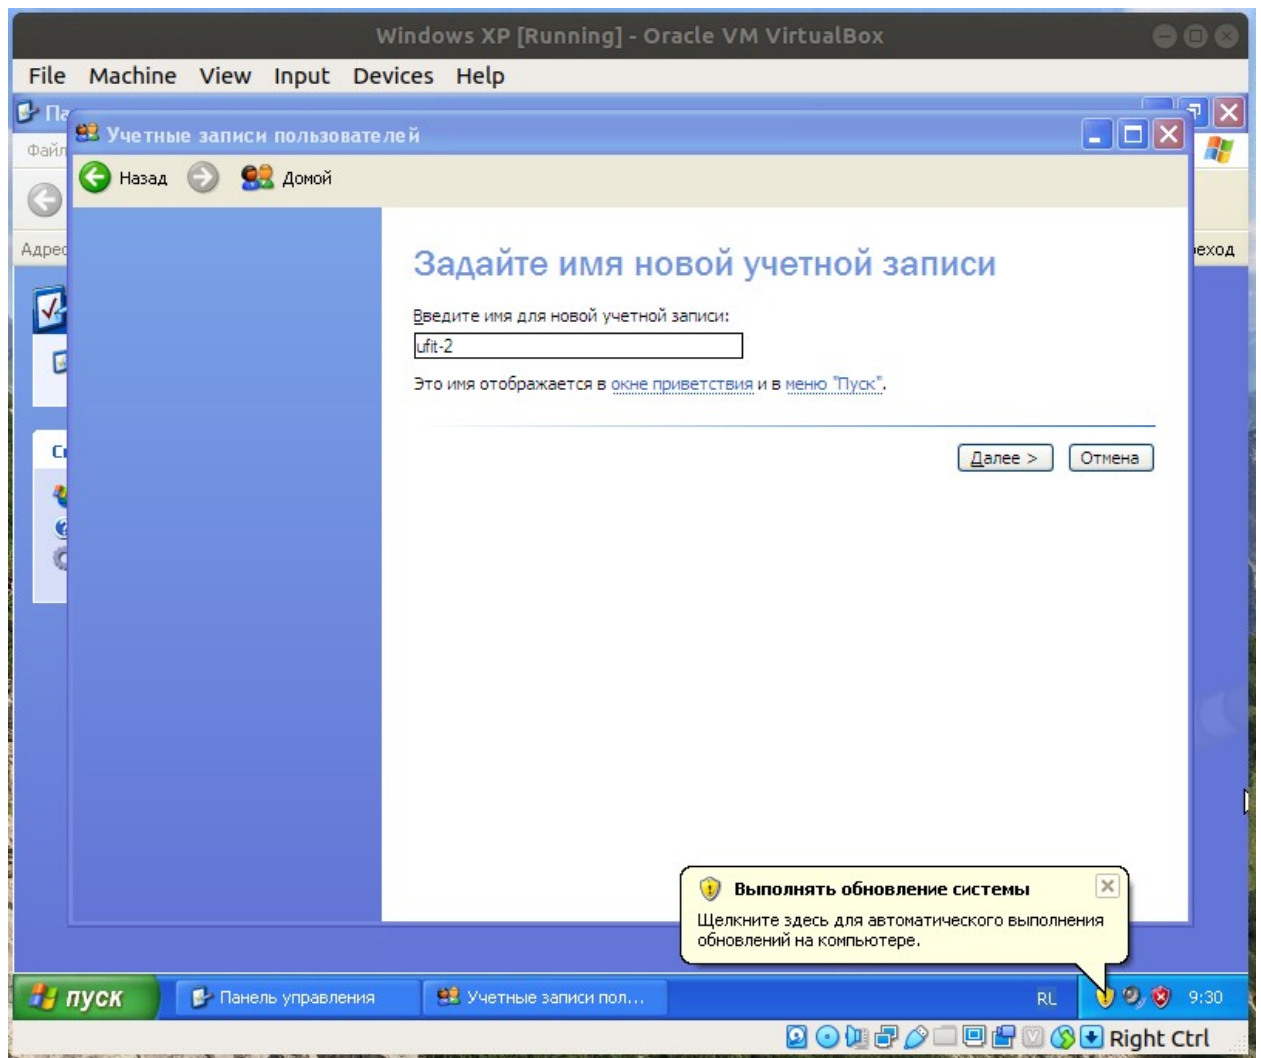 Windows XP [Running] - Oracle VM VirtualBox
File Machine View Input Devices Help
Учетные записи пользователей
Файл
Назад Домой
Адрес
еход
Задайте имя новой учетной записи
Введите имя для новой учетной записи:
ufit-2
Это имя отображается в окне приветствия и в меню "Пуск".
Далее > Отмена
Выполнять обновление системы
Щелкните здесь для автоматического выполнения
обновлений на компьютере.
пуск Панель управления Учетные записи пол... RL 9:30
Right Ctrl